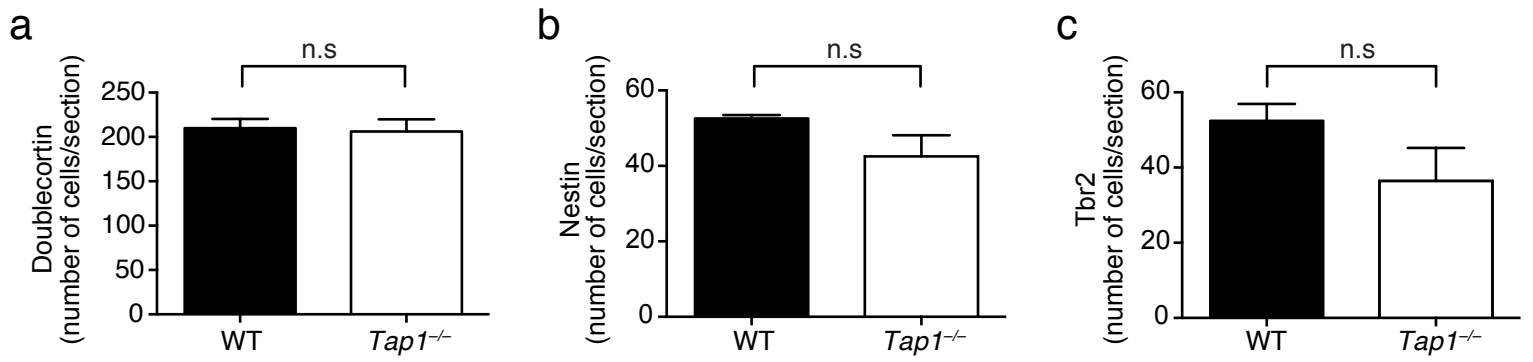 a
n.s
Doublecortin
(number of cells/section)
250
200
150
100
50
0
WT
Tap1–/–
b
n.s
Nestin
(number of cells/section)
60
40
20
0
WT
Tap1–/–
c
n.s
Tbr2
(number of cells/section)
60
40
20
0
WT
Tap1–/–